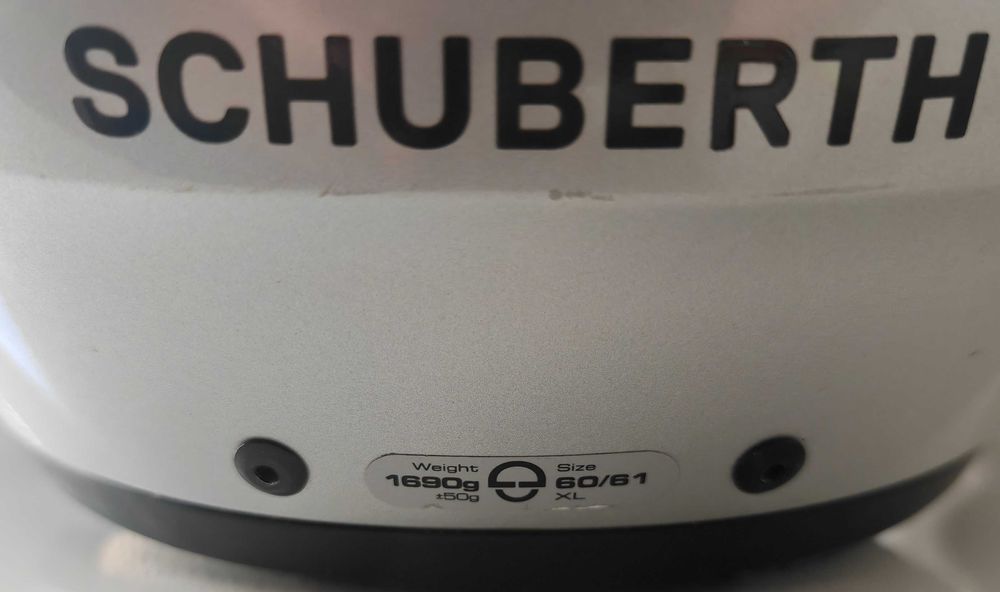 SCHUBERTH
Weight
1690g
±50g
Size
60/61
XL